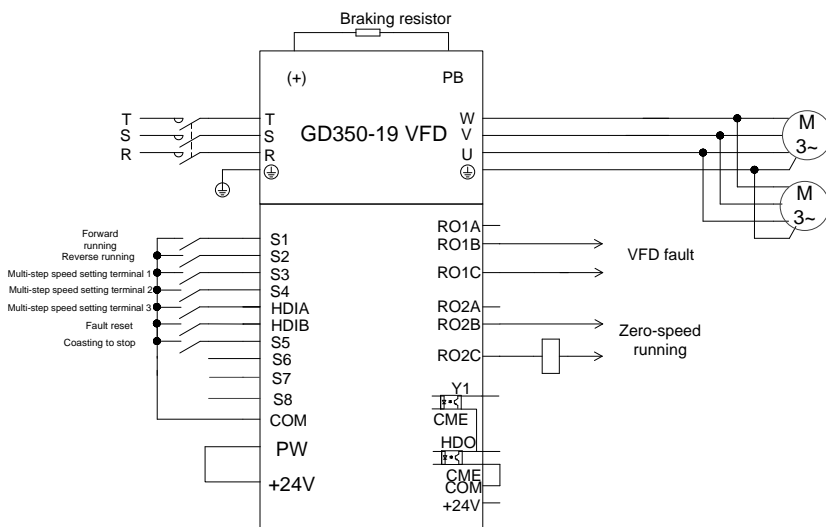 Braking resistor
(+)
PB
T
T
W
M
3~
S
S
GD350-19 VFD
V
R
R
U
M
3~
Forward
running
S1
RO1A
Reverse running
S2
RO1B
VFD fault
Multi-step speed setting terminal 1
S3
RO1C
Multi-step speed setting terminal 2
S4
Multi-step speed setting terminal 3
HDIA
RO2A
Fault reset
HDIB
RO2B
Zero-speed
running
Coasting to stop
S5
RO2C
S6
S7
S8
Y1
CME
COM
HDO
PW
CME
COM
+24V
+24V